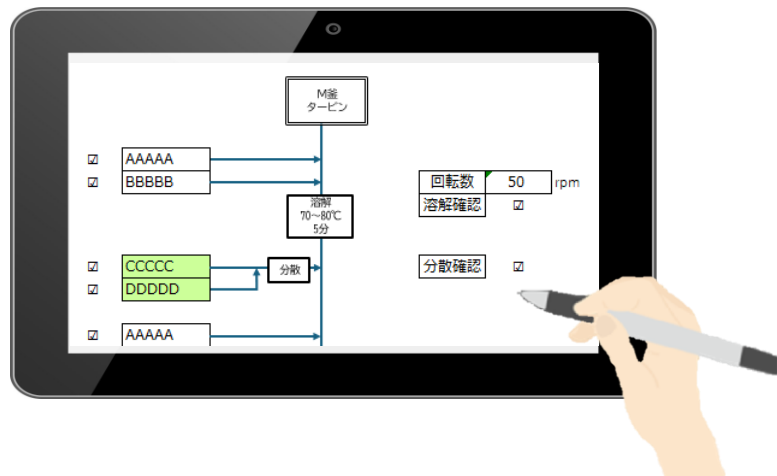 M釜
タービン
☑ AAAAA
☑ BBBBB
回転数 50 rpm
溶解
70～80℃
5分
溶解確認 ☑
☑ CCCCC
分散
分散確認 ☑
☑ DDDDD
☑ AAAAA